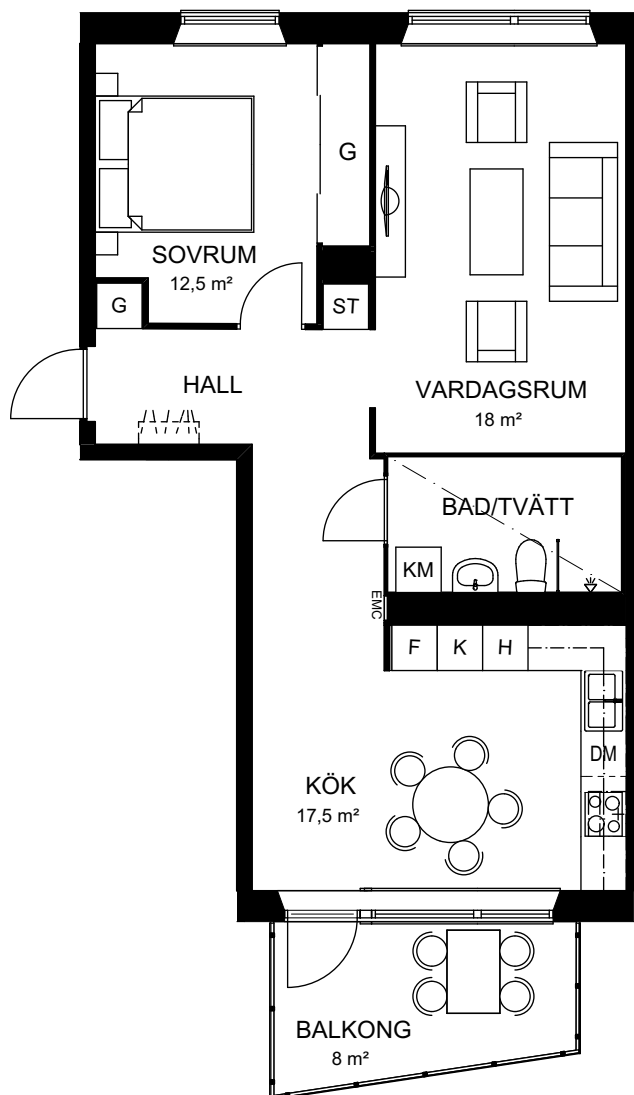 G
SOVRUM
12,5 m²
G
ST
HALL
VARDAGSRUM
18 m²
BAD/TVÄTT
KM
EMC
F
K
H
DM
KÖK
17,5 m²
BALKONG
8 m²